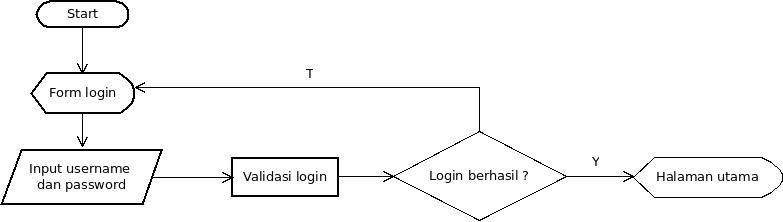 Start
T
Form login
Input username
dan password
Validasi login
Login berhasil ?
Y
Halaman utama